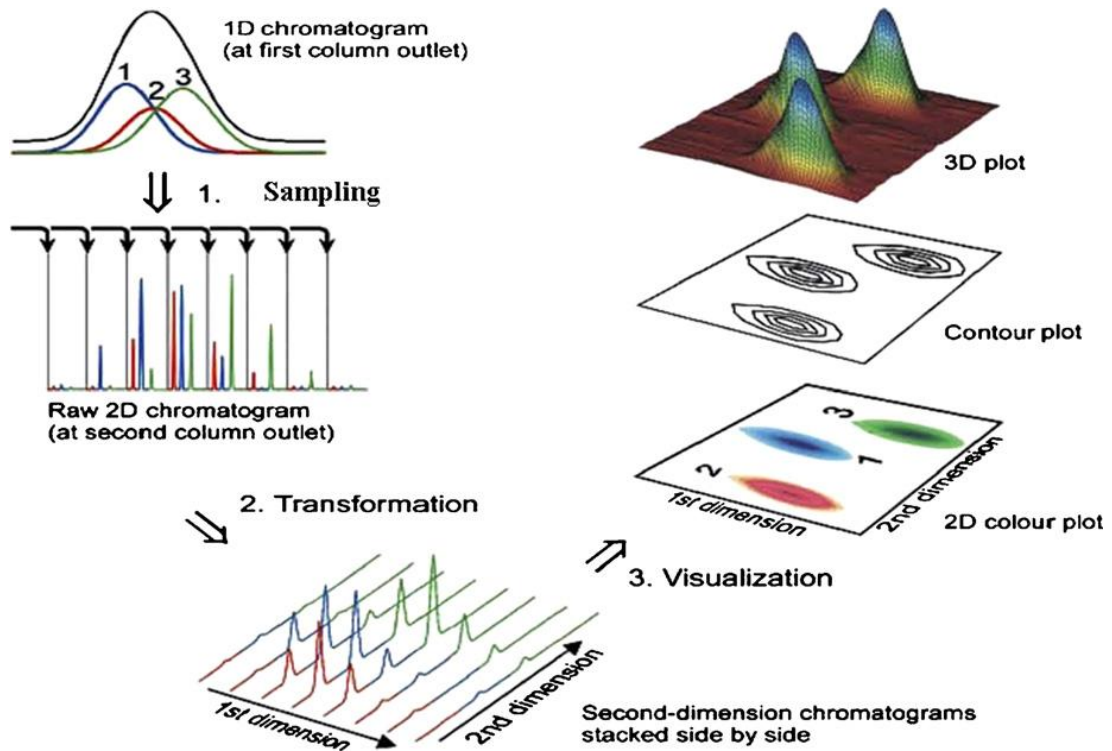 1D chromatogram
(at first column outlet)
1
2
3
1. Sampling
Raw 2D chromatogram
(at second column outlet)
2. Transformation
1st dimension
2nd dimension
Second-dimension chromatograms
stacked side by side
3. Visualization
3D plot
Contour plot
3
1
2
1st dimension
2nd dimension
2D colour plot